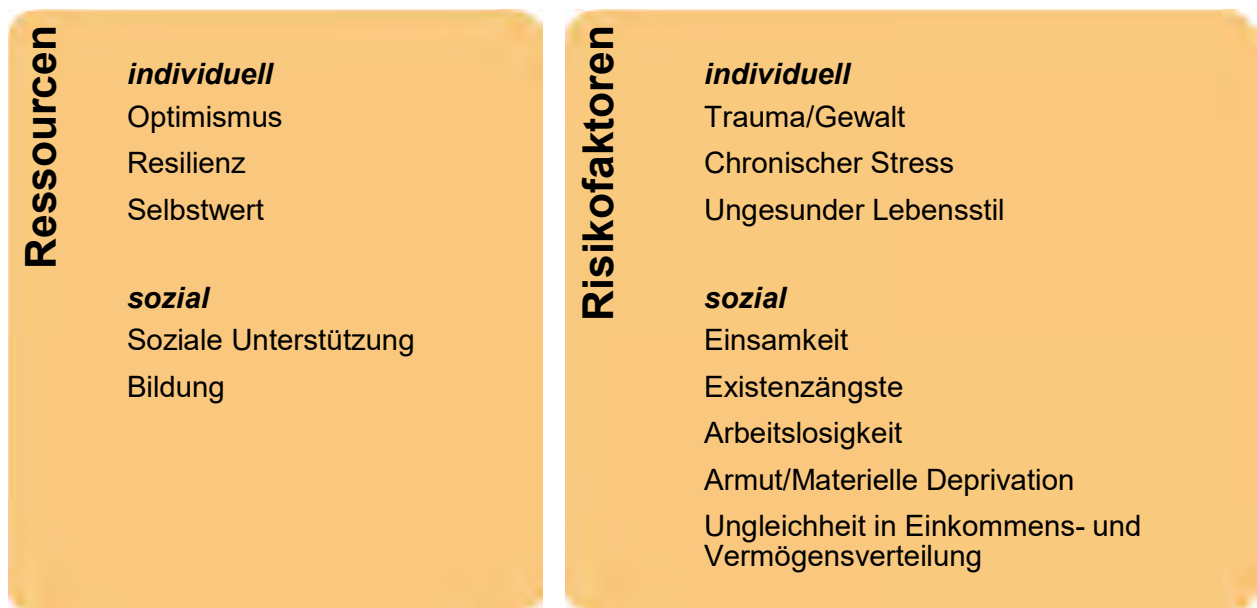 Ressourcen
individuell
Optimismus
Resilienz
Selbstwert
sozial
Soziale Unterstützung
Bildung
Risikofaktoren
individuell
Trauma/Gewalt
Chronischer Stress
Ungesunder Lebensstil
sozial
Einsamkeit
Existenzängste
Arbeitslosigkeit
Armut/Materielle Deprivation
Ungleichheit in Einkommens- und
Vermögensverteilung